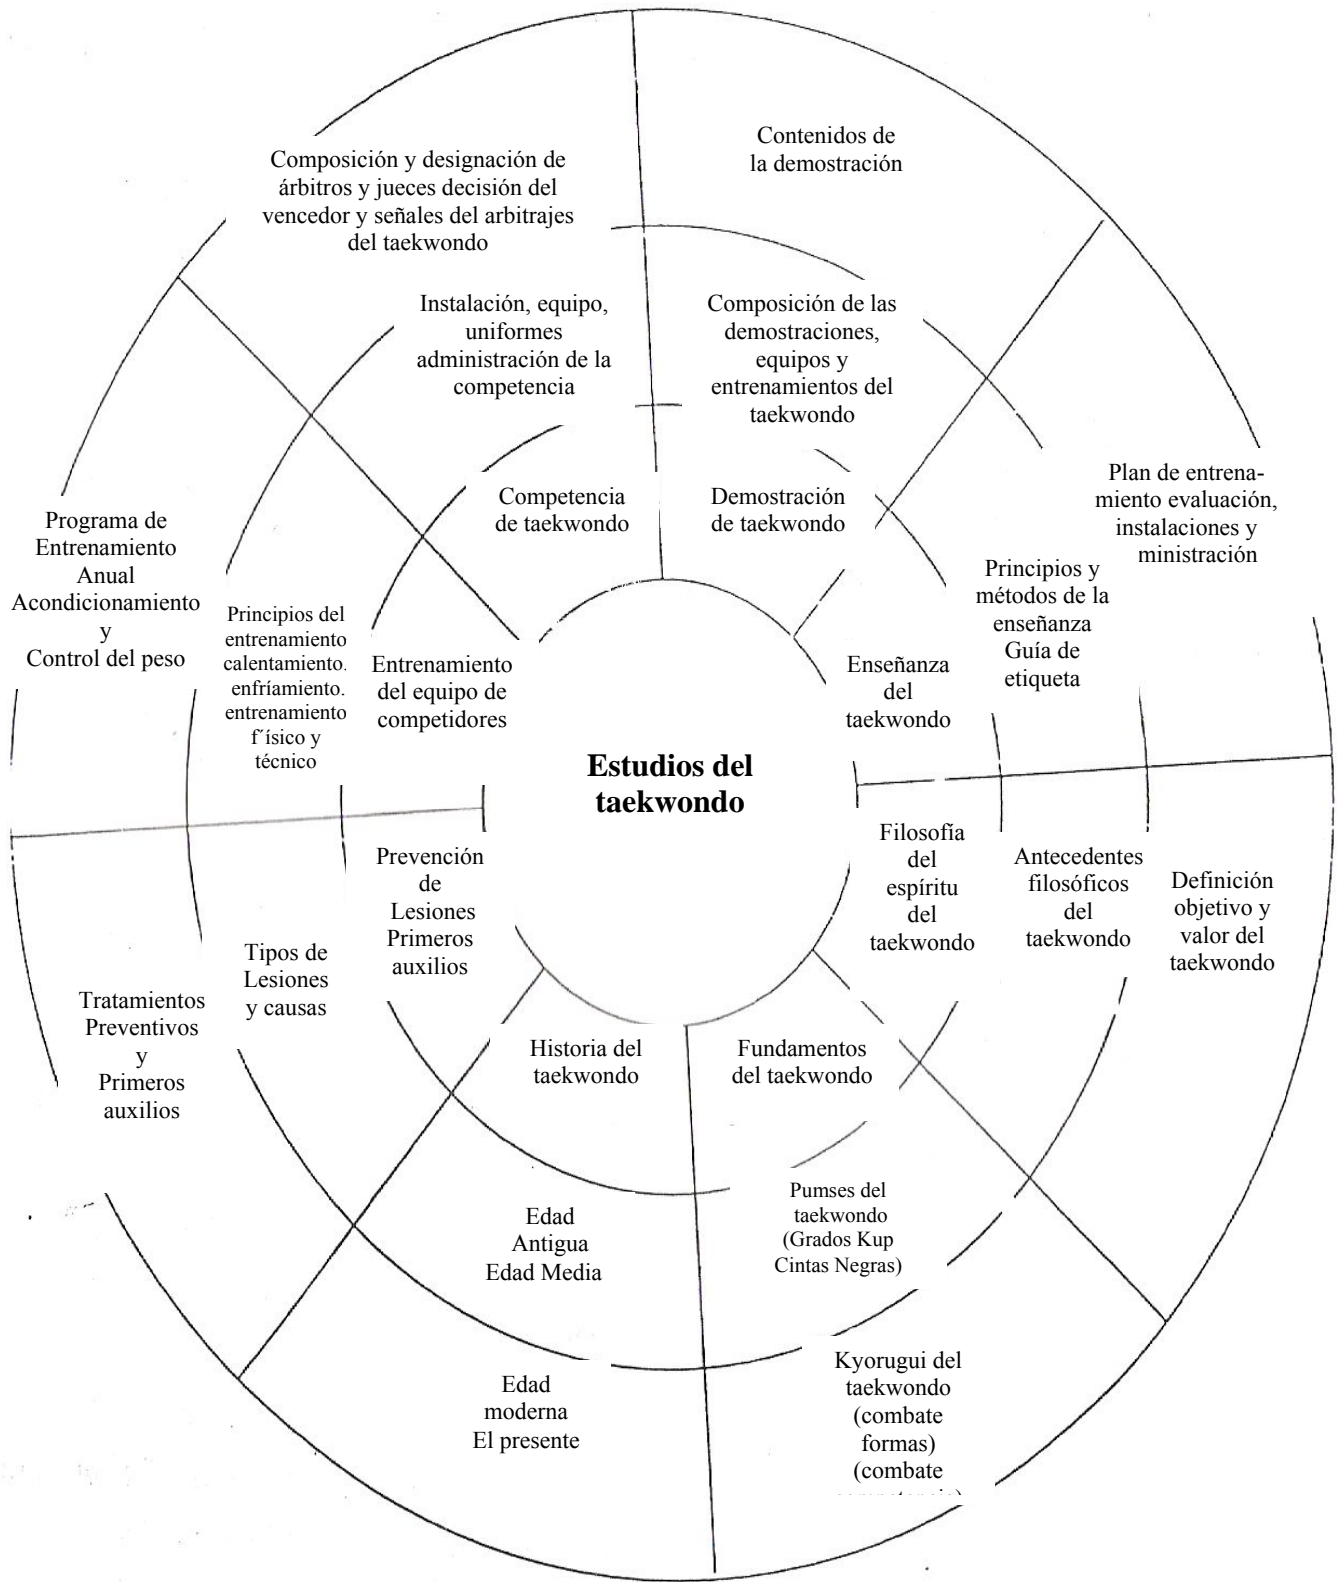 Contenidos de
la demostración
Composición y designación de
árbitros y jueces decisión del
vencedor y señales del arbitrajes
del taekwondo
Instalación, equipo,
uniformes
administración de la
competencia
Composición de las
demostraciones,
equipos y
entrenamientos del
taekwondo
Competencia
de taekwondo
Demostración
de taekwondo
Plan de entrena-
miento evaluación,
instalaciones y
ministración
Programa de
Entrenamiento
Anual
Acondicionamiento
y
Control del peso
Principios del
entrenamiento
calentamiento.
enfríamiento.
entrenamiento
f´ísico y
técnico
Entrenamiento
del equipo de
competidores
Enseñanza
del
taekwondo
Principios y
métodos de la
enseñanza
Guía de
etiqueta
Estudios del
taekwondo
Prevención
de
Lesiones
Primeros
auxilios
Filosofía
del
espíritu
del
taekwondo
Antecedentes
filosóficos
del
taekwondo
Definición
objetivo y
valor del
taekwondo
Tipos de
Lesiones
y causas
Tratamientos
Preventivos
y
Primeros
auxilios
Historia del
taekwondo
Fundamentos
del taekwondo
Edad
Antigua
Edad Media
Pumses del
taekwondo
(Grados Kup
Cintas Negras)
Edad
moderna
El presente
Kyorugui del
taekwondo
(combate
formas)
(combate